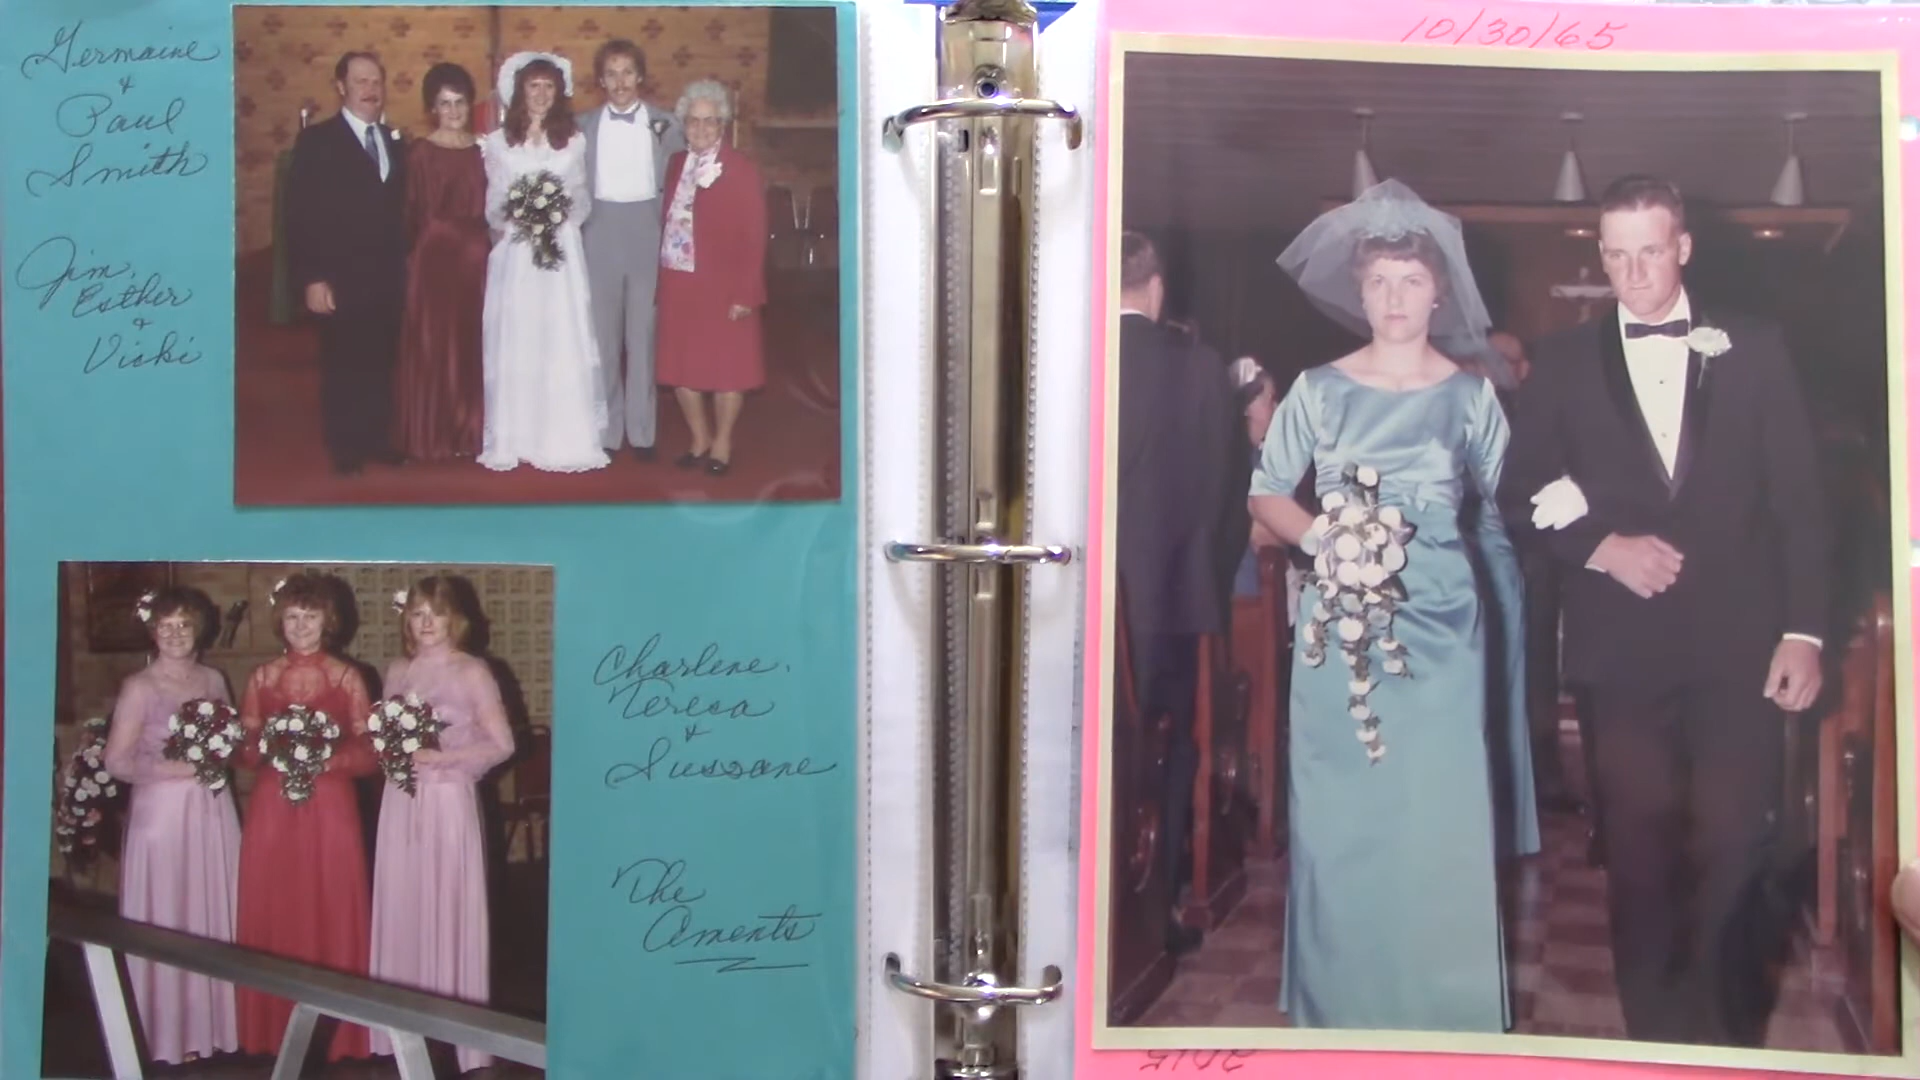 Germaine
&
Paul
Smith
Jim,
Esther
&
Vicki
Charlene,
Teresa
&
Sussane
The
Aments
10/30/65